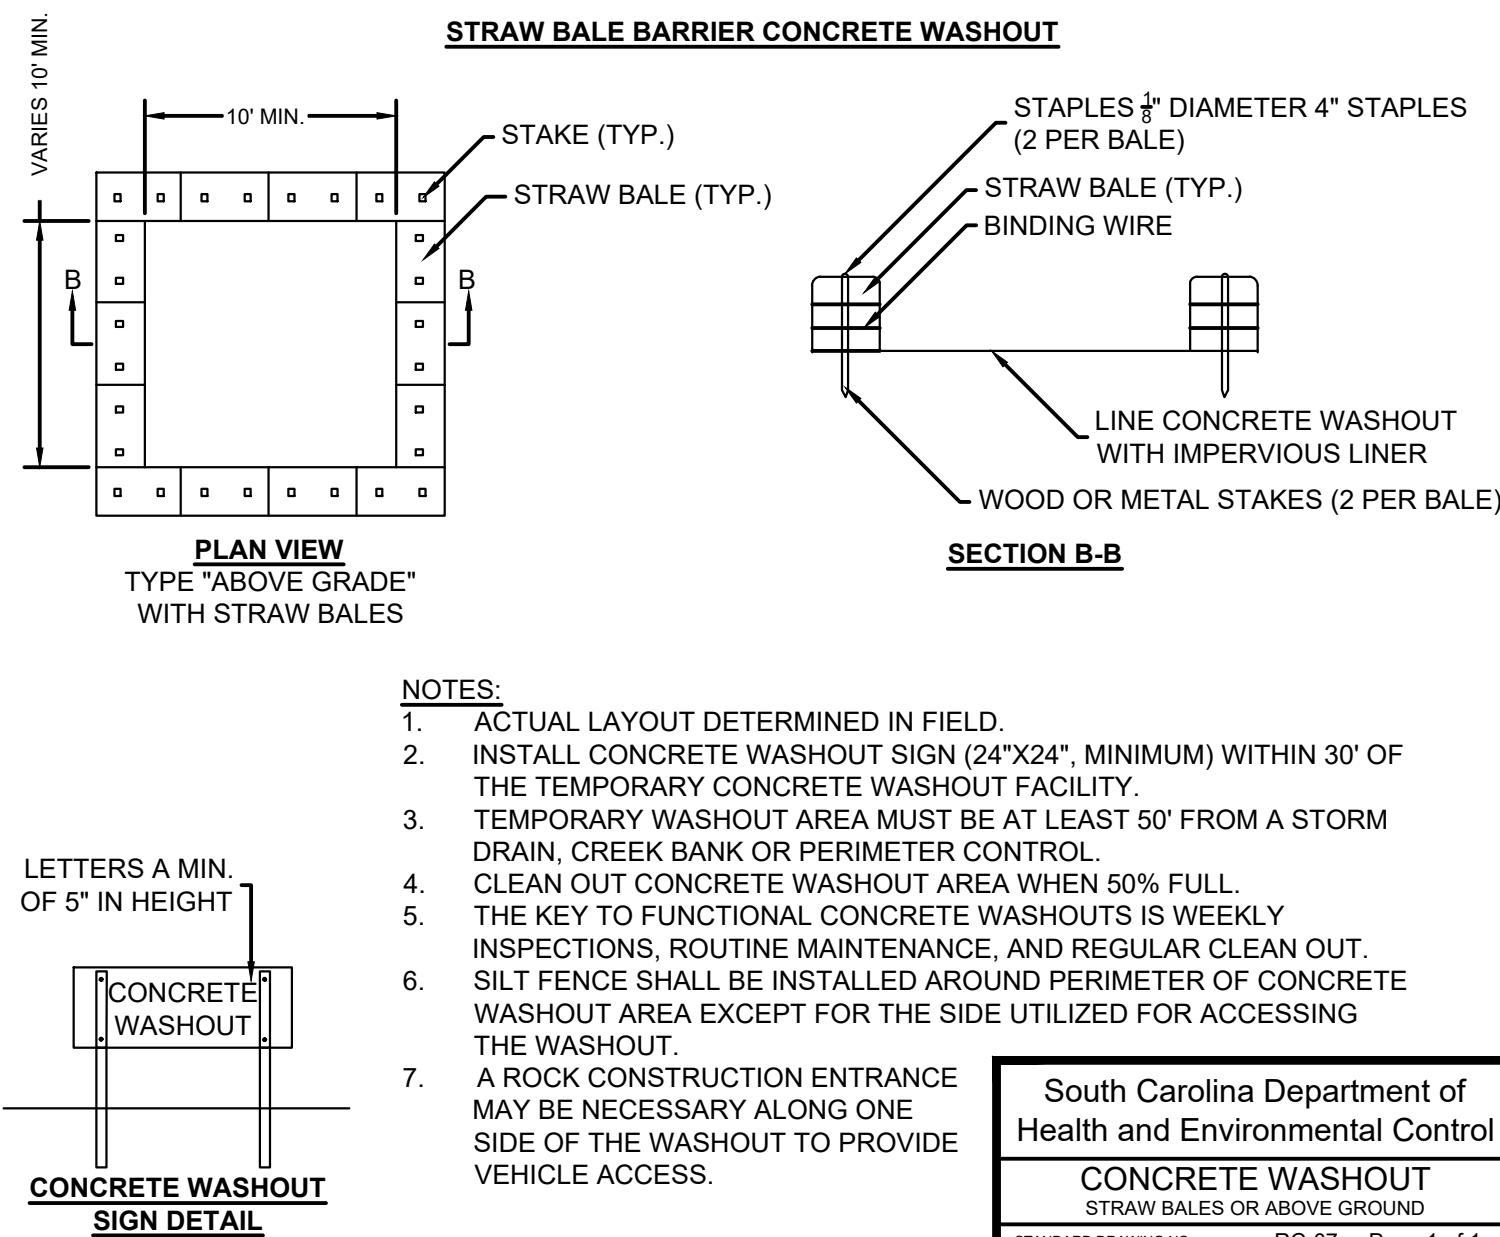 STRAW BALE BARRIER CONCRETE WASHOUT
VARIES 10' MIN.
10' MIN.
STAKE (TYP.)
STRAW BALE (TYP.)
B
B
PLAN VIEW
TYPE "ABOVE GRADE"
WITH STRAW BALES
STAPLES 1/8" DIAMETER 4" STAPLES
(2 PER BALE)
STRAW BALE (TYP.)
BINDING WIRE
LINE CONCRETE WASHOUT
WITH IMPERVIOUS LINER
WOOD OR METAL STAKES (2 PER BALE)
SECTION B-B
NOTES:
1. ACTUAL LAYOUT DETERMINED IN FIELD.
2. INSTALL CONCRETE WASHOUT SIGN (24"X24", MINIMUM) WITHIN 30' OF
THE TEMPORARY CONCRETE WASHOUT FACILITY.
3. TEMPORARY WASHOUT AREA MUST BE AT LEAST 50' FROM A STORM
DRAIN, CREEK BANK OR PERIMETER CONTROL.
4. CLEAN OUT CONCRETE WASHOUT AREA WHEN 50% FULL.
5. THE KEY TO FUNCTIONAL CONCRETE WASHOUTS IS WEEKLY
INSPECTIONS, ROUTINE MAINTENANCE, AND REGULAR CLEAN OUT.
6. SILT FENCE SHALL BE INSTALLED AROUND PERIMETER OF CONCRETE
WASHOUT AREA EXCEPT FOR THE SIDE UTILIZED FOR ACCESSING
THE WASHOUT.
7. A ROCK CONSTRUCTION ENTRANCE
MAY BE NECESSARY ALONG ONE
SIDE OF THE WASHOUT TO PROVIDE
VEHICLE ACCESS.
LETTERS A MIN.
OF 5" IN HEIGHT
CONCRETE
WASHOUT
CONCRETE WASHOUT
SIGN DETAIL
South Carolina Department of
Health and Environmental Control
CONCRETE WASHOUT
STRAW BALES OR ABOVE GROUND